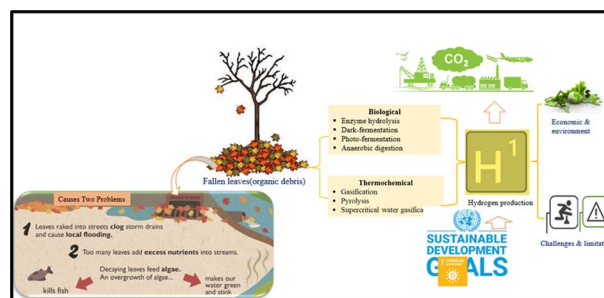 CO2
Biological
• Enzyme hydrolysis
• Dark-fermentation
• Photo-fermentation
• Anaerobic digestion
Economic &
environment
H 1
Fallen leaves(organic debris)
Thermochemical
• Gasification
• Pyrolysis
• Supercritical water gasifica
Hydrogen production
Causes Two Problems
1 Leaves raked into streets clog storm drains
and cause local flooding.
2 Too many leaves add excess nutrients into streams.
Decaying leaves feed algae.
An overgrowth of algae...
kills fish
makes our
water green
and stink
SUSTAINABLE
DEVELOPMENT
GOALS
7
Challenges & limitat